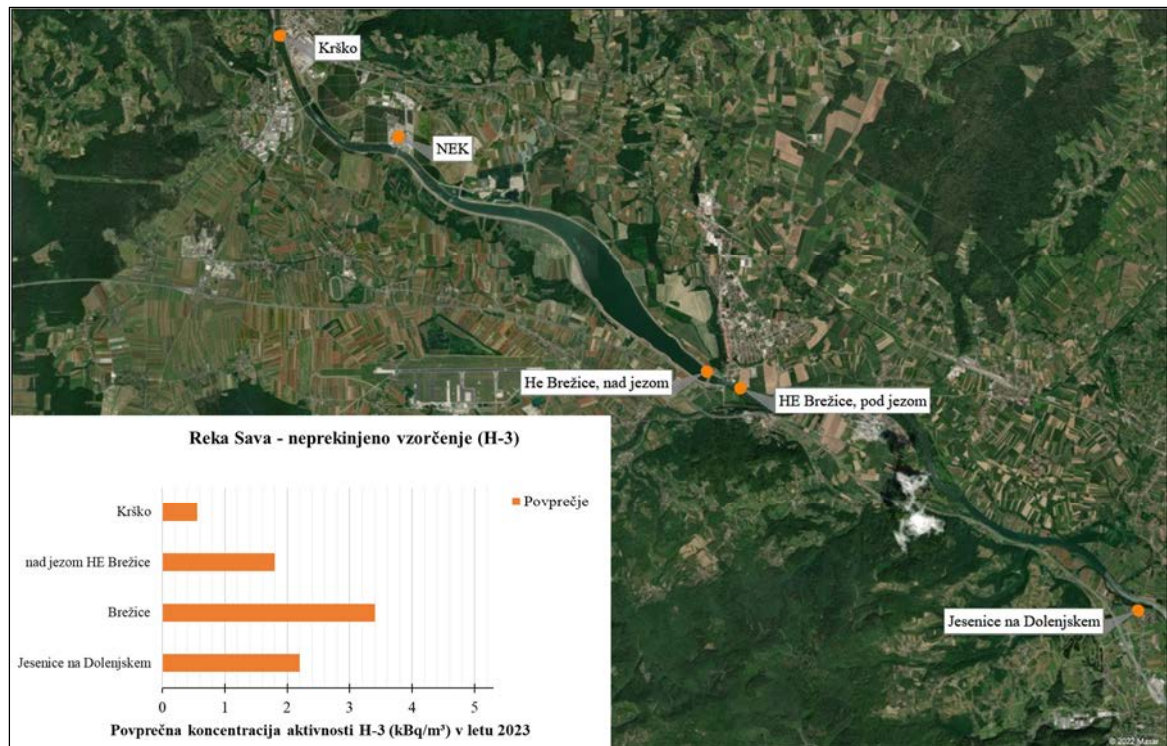 Krško
NEK
He Brežice, nad jezom
HE Brežice, pod jezom
Jesenice na Dolenjskem
Reka Sava - neprekinjeno vzorčenje (H-3)
Povprečje
Krško
nad jezom HE Brežice
Brežice
Jesenice na Dolenjskem
0 1 2 3 4 5
Povprečna koncentracija aktivnosti H-3 (kBq/m³) v letu 2023
© 2022 Maxar